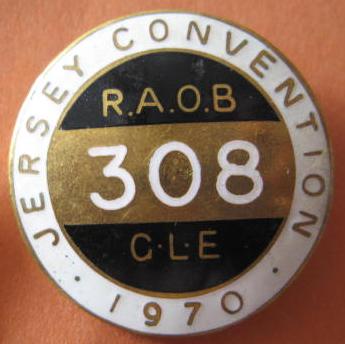 JERSEY CONVENTION
R.A.O.B
308
G·L·E
· 1970 ·